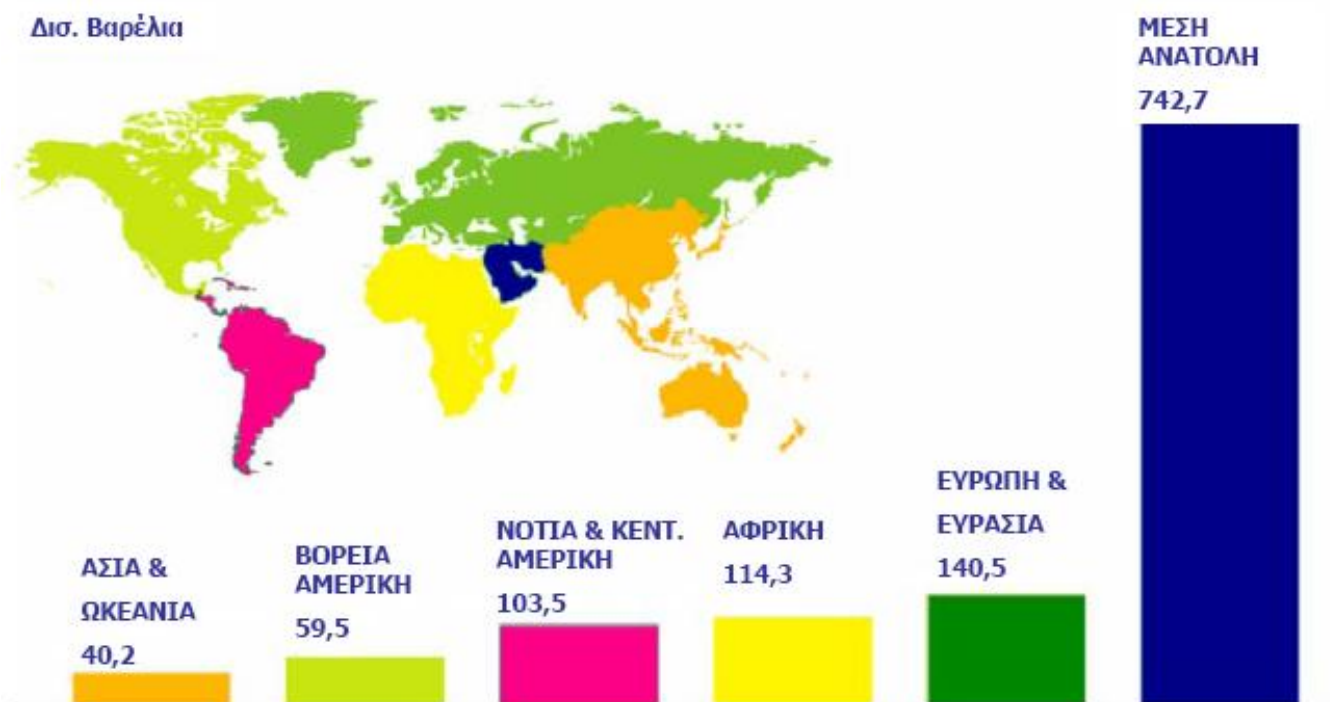 Δισ. Βαρέλια
ΑΣΙΑ &
ΩΚΕΑΝΙΑ
40,2
ΒΟΡΕΙΑ
ΑΜΕΡΙΚΗ
59,5
ΝΟΤΙΑ & ΚΕΝΤ.
ΑΜΕΡΙΚΗ
103,5
ΑΦΡΙΚΗ
114,3
ΕΥΡΩΠΗ &
ΕΥΡΑΣΙΑ
140,5
ΜΕΣΗ
ΑΝΑΤΟΛΗ
742,7